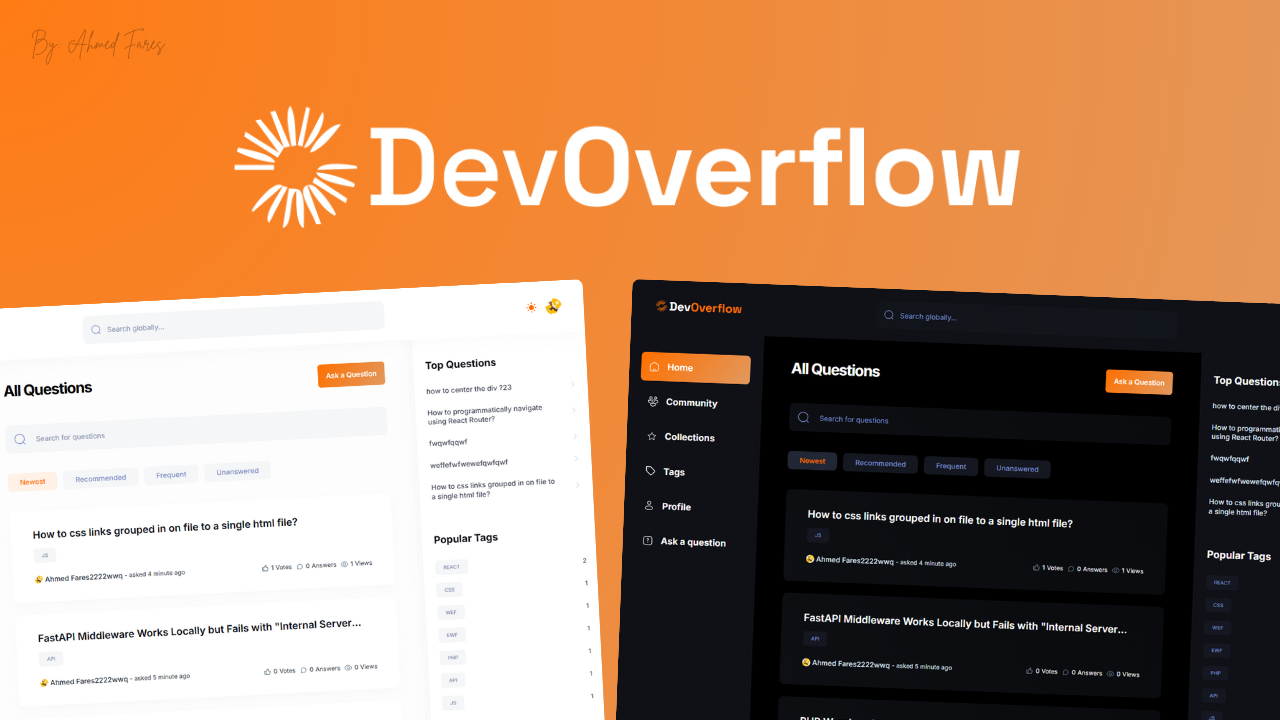 By: Ahmed Fares
DevOverflow
Search globally...
All Questions
Ask a Question
Search for questions
Newest
Recommended
Frequent
Unanswered
How to css links grouped in on file to a single html file?
JS
Ahmed Fares2222wwq - asked 4 minute ago
1 Votes
0 Answers
1 Views
FastAPI Middleware Works Locally but Fails with "Internal Server...
API
Ahmed Fares2222wwq - asked 5 minute ago
0 Votes
0 Answers
0 Views
Top Questions
how to center the div ?23
How to programmatically navigate
using React Router?
fwqwfqqwf
weffefwfwewefqwfqwf
How to css links grouped in on file to
a single html file?
Popular Tags
REACT 2
CSS 1
WEF 1
EWF 1
PHP 1
API 1
JS 1
DevOverflow
Search globally...
Home
Community
Collections
Tags
Profile
Ask a question
All Questions
Ask a Question
Search for questions
Newest
Recommended
Frequent
Unanswered
How to css links grouped in on file to a single html file?
JS
Ahmed Fares2222wwq - asked 4 minute ago
1 Votes
0 Answers
1 Views
FastAPI Middleware Works Locally but Fails with "Internal Server...
API
Ahmed Fares2222wwq - asked 5 minute ago
0 Votes
0 Answers
0 Views
Top Questions
how to center the
How to
using React Router?
fwqwfqqwf
How to css links grouped
a single html file?
Popular Tags
REACT
CSS
WEF
EWF
PHP
API
JS